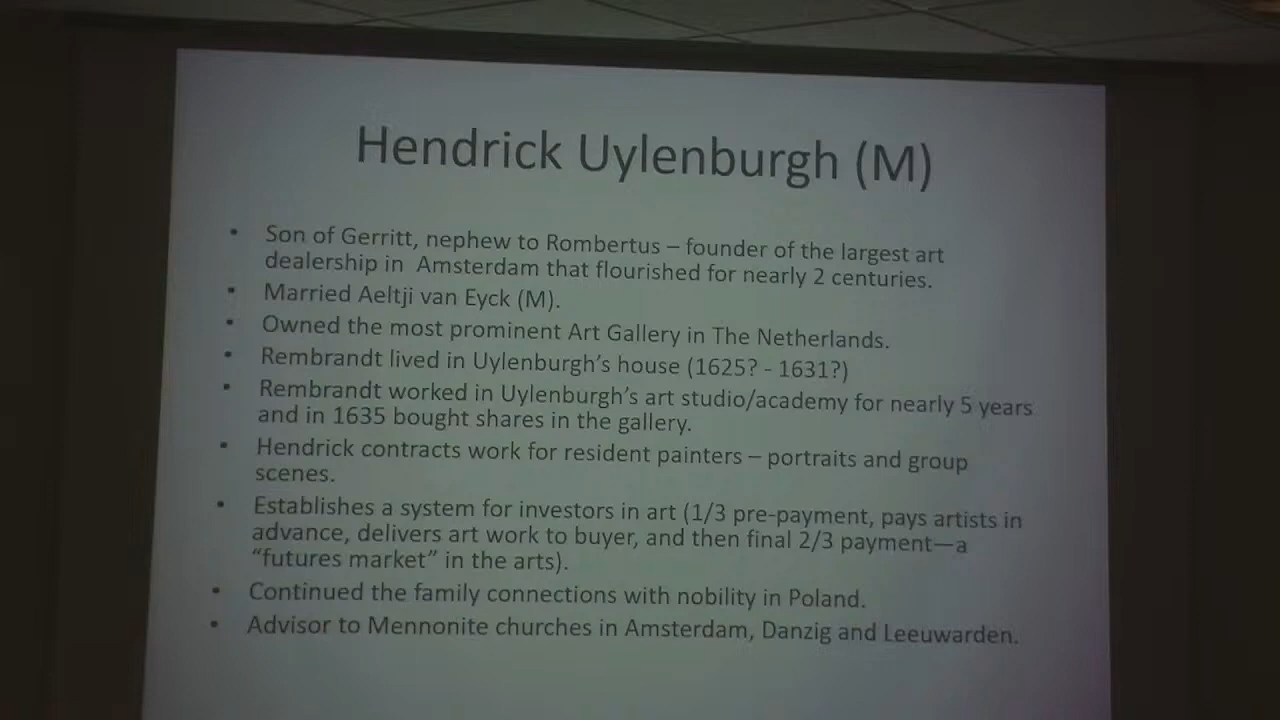 Hendrick Uylenburgh (M)
• Son of Gerritt, nephew to Rombertus – founder of the largest art
dealership in Amsterdam that flourished for nearly 2 centuries.
• Married Aeltji van Eyck (M).
• Owned the most prominent Art Gallery in The Netherlands.
• Rembrandt lived in Uylenburgh's house (1625? - 1631?)
• Rembrandt worked in Uylenburgh's art studio/academy for nearly 5 years
and in 1635 bought shares in the gallery.
• Hendrick contracts work for resident painters – portraits and group
scenes.
• Establishes a system for investors in art (1/3 pre-payment, pays artists in
advance, delivers art work to buyer, and then final 2/3 payment—a
"futures market" in the arts).
• Continued the family connections with nobility in Poland.
• Advisor to Mennonite churches in Amsterdam, Danzig and Leeuwarden.